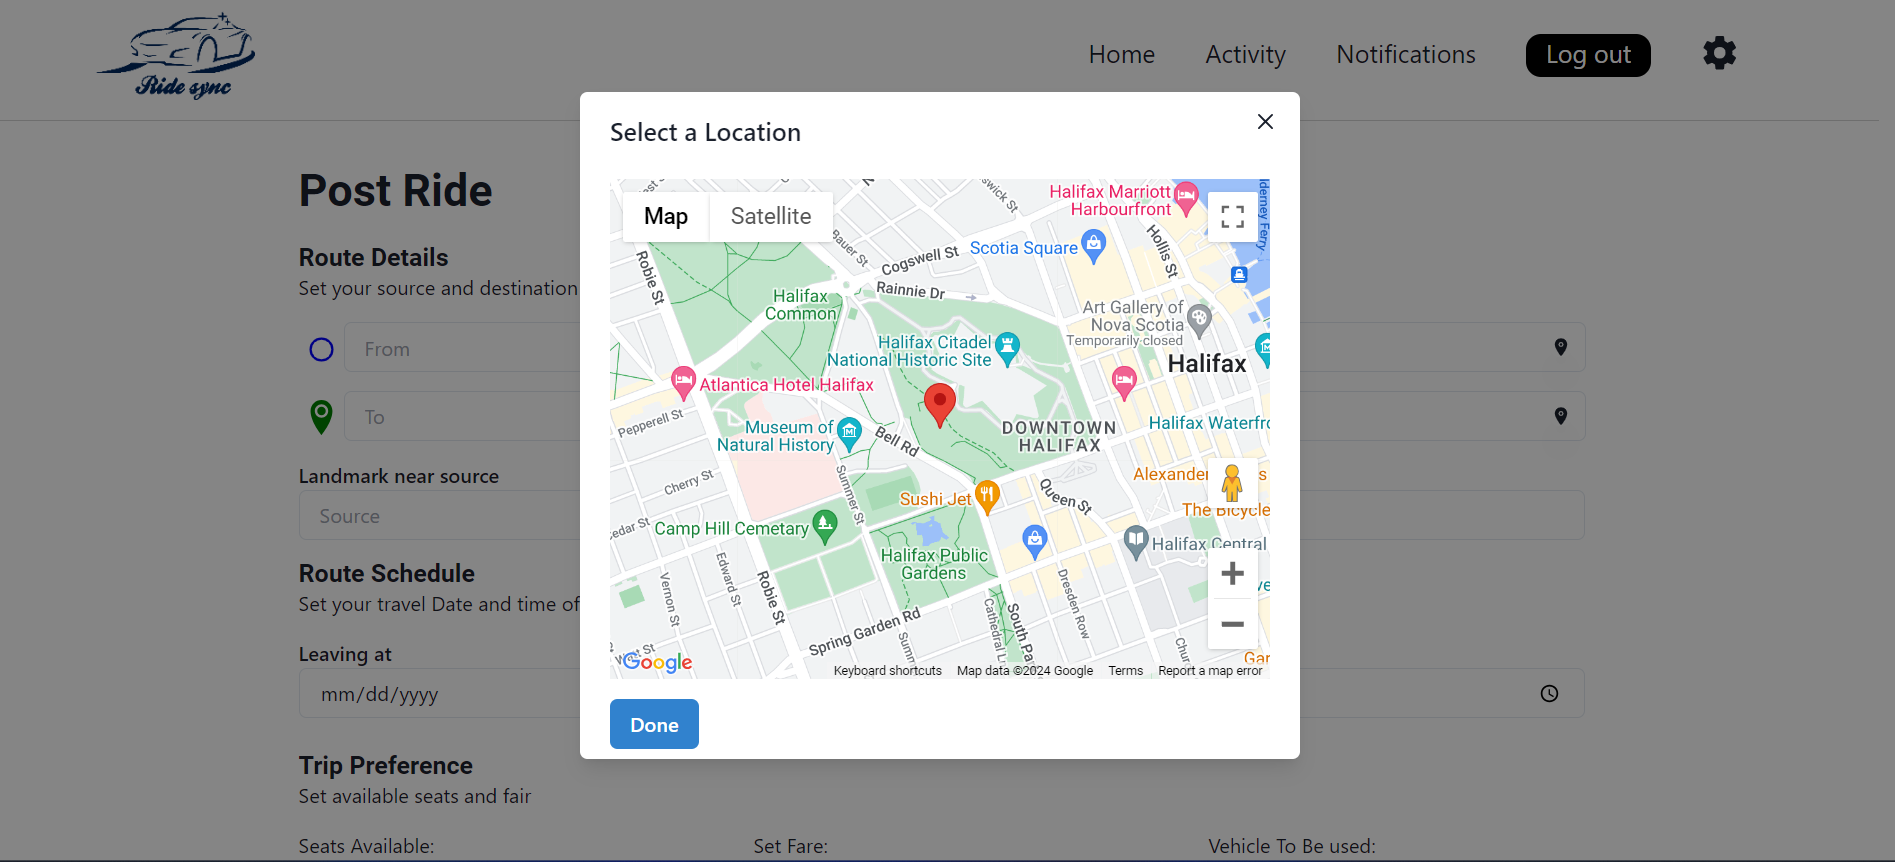 Ride sync
Home
Activity
Notifications
Log out
Select a Location
Post Ride
Route Details
Set your source and destination
From
To
Landmark near source
Source
Route Schedule
Set your travel Date and time of
Leaving at
mm/dd/yyyy
Trip Preference
Set available seats and fair
Seats Available:
Set Fare:
Vehicle To Be used:
Map
Satellite
Halifax Marriott
Harbourfront
Scotia Square
Hollis St
Bauer St
Cogswell St
Rainnie Dr
Robie St
Halifax
Common
Art Gallery of
Nova Scotia
Temporarily closed
Halifax Citadel
National Historic Site
Halifax
Atlantica Hotel Halifax
Pepperell St
Museum of
Natural History
Bell Rd
DOWNTOWN
HALIFAX
Halifax Waterfr
Cherry St
Summer St
Sushi Jet
Queen St
Alexander
The Bicycle
Camp Hill Cemetary
Halifax Public
Gardens
Halifax Central
Edward St
Vernon St
Robie St
Dresden Row
Spring Garden Rd
South Pa
Cathedral L
Google
Keyboard shortcuts
Map data ©2024 Google
Terms
Report a map error
Done